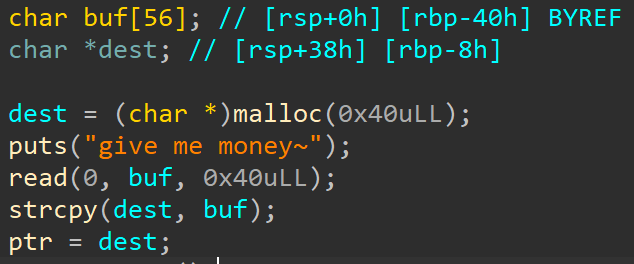 char buf[56]; // [rsp+0h] [rbp-40h] BYREF
char *dest; // [rsp+38h] [rbp-8h]
dest = (char *)malloc(0x40uLL);
puts("give me money~");
read(0, buf, 0x40uLL);
strcpy(dest, buf);
ptr = dest;